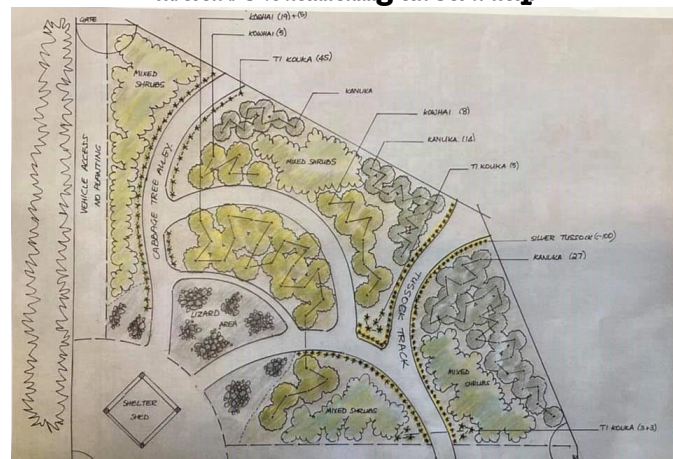 GATE
KOWHAI (19)+(5)
KOWHAI (5)
TI KOUKA (45)
KANUKA
KOWHAI (8)
KANUKA (14)
TI KOUKA (5)
SILVER TUSSOCK (~100)
KANUKA (27)
MIXED
SHRUBS
VEHICLE ACCESS
NO PLANTING
CABBAGE TREE ALLEY
MIXED SHRUBS
LIZARD
AREA
TUSSOCK TRACK
SHELTER
SHED
MIXED SHRUBS
MIXED
SHRUBS
TI KOUKA (3+3)